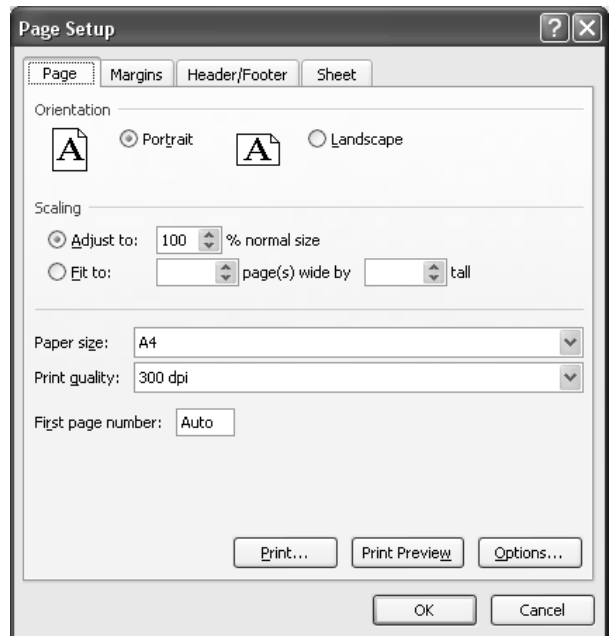 Page Setup
Page Margins Header/Footer Sheet
Orientation
A Portrait A Landscape
Scaling
Adjust to: 100 % normal size
Fit to: page(s) wide by tall
Paper size: A4
Print quality: 300 dpi
First page number: Auto
Print... Print Preview Options...
OK Cancel